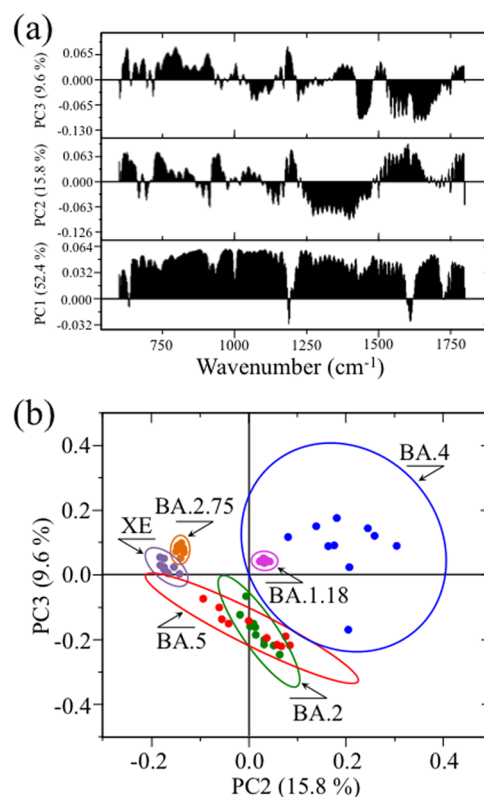 (a)
PC3 (9.6 %)
0.065
0.000
-0.065
-0.130
PC2 (15.8 %)
0.063
0.000
-0.063
-0.126
PC1 (52.4 %)
0.064
0.032
0.000
-0.032
750 1000 1250 1500 1750
Wavenumber (cm⁻¹)
(b)
PC3 (9.6 %)
0.4
0.2
0.0
-0.2
-0.4
BA.4
BA.2.75
XE
BA.1.18
BA.5
BA.2
-0.2 0.0 0.2 0.4
PC2 (15.8 %)